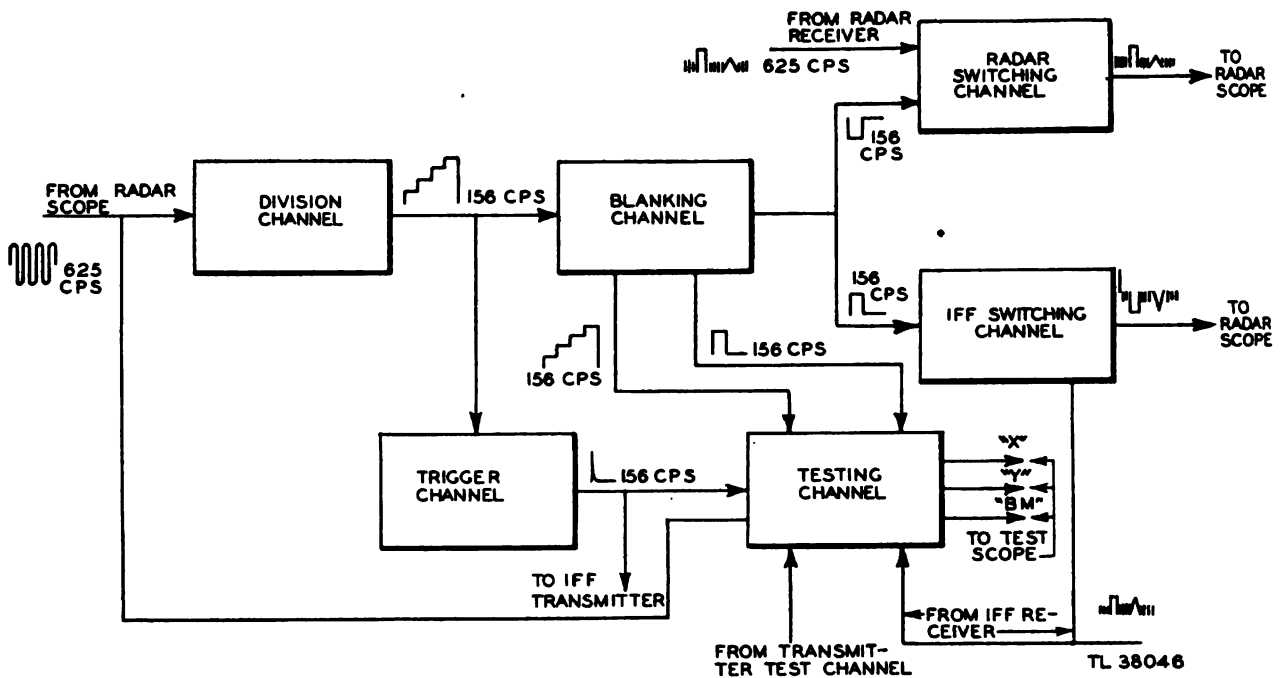 FROM RADAR
RECEIVER
625 CPS
RADAR
SWITCHING
CHANNEL
TO
RADAR
SCOPE
156
CPS
FROM RADAR
SCOPE
625
CPS
DIVISION
CHANNEL
156 CPS
BLANKING
CHANNEL
156
CPS
IFF SWITCHING
CHANNEL
TO
RADAR
SCOPE
156 CPS
156 CPS
TRIGGER
CHANNEL
156 CPS
TESTING
CHANNEL
"X"
"Y"
"BM"
TO TEST
SCOPE
TO IFF
TRANSMITTER
FROM IFF RE-
CEIVER
FROM TRANSMIT-
TER TEST CHANNEL
TL 38046